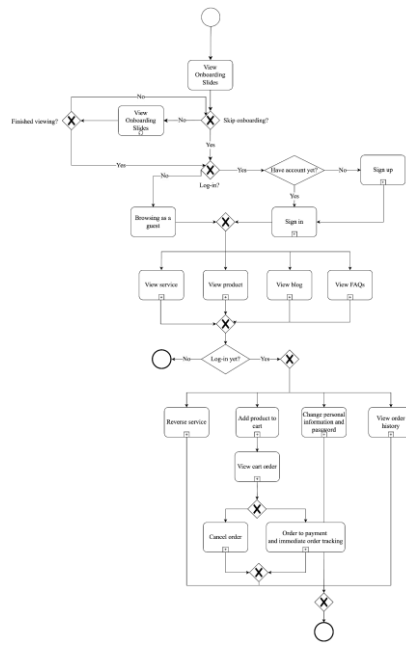 View
Onboarding
Slides
No
View
Onboarding
Slides
Finished viewing?
No
Skip onboarding?
Yes
Yes
No
Log-in?
Yes
Have account yet?
No
Sign up
Yes
Browsing as a
guest
Sign in
View service
View product
View blog
View FAQs
No
Log-in yet?
Yes
Reverse service
Add product to
cart
Change personal
information and
password
View order
history
View cart order
Cancel order
Order to payment
and immediate order tracking